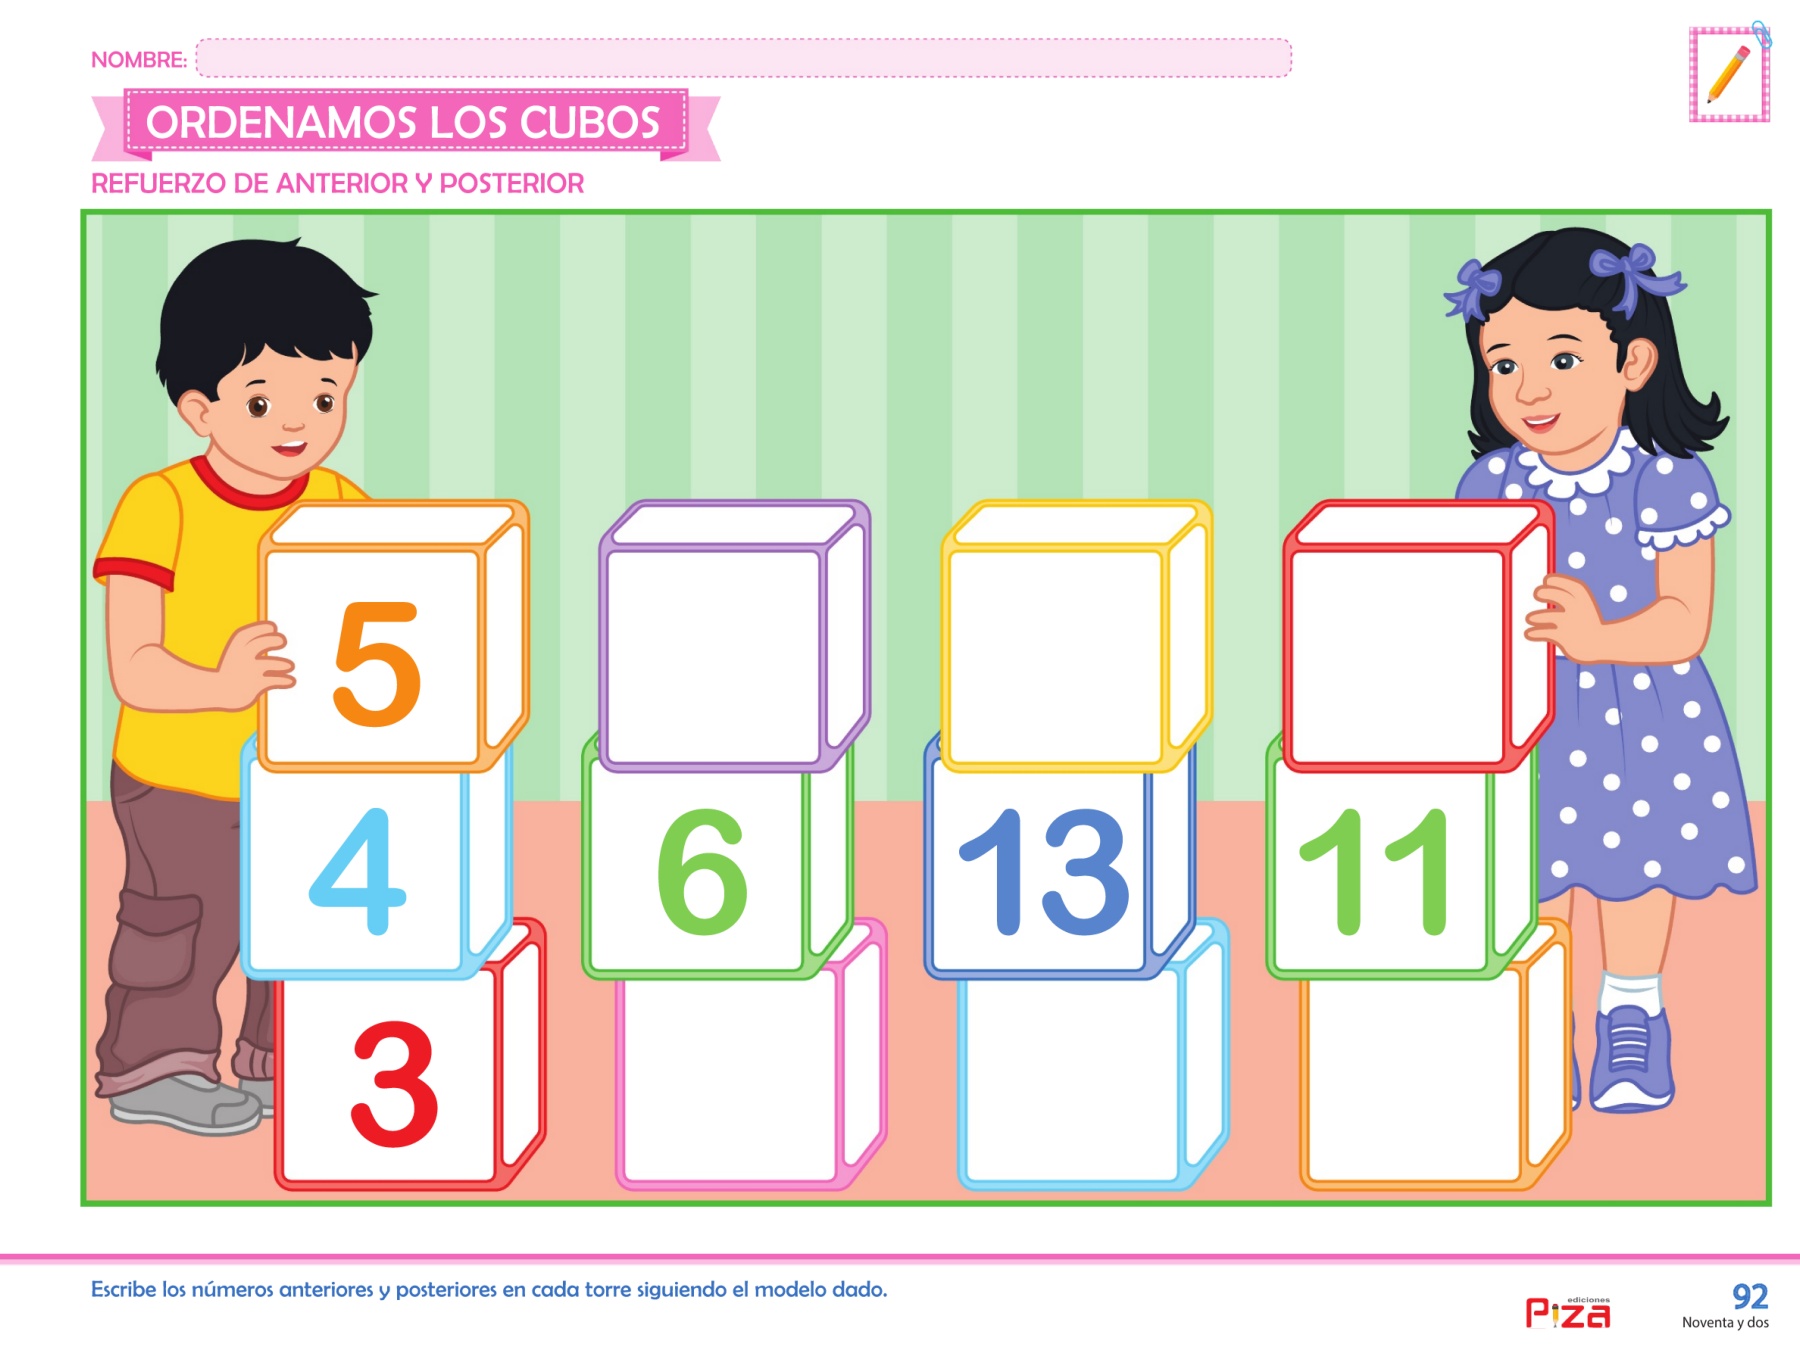 NOMBRE:
ORDENAMOS LOS CUBOS
REFUERZO DE ANTERIOR Y POSTERIOR
5
4 6 13 11
3
Escribe los números anteriores y posteriores en cada torre siguiendo el modelo dado.
ediciones
Piza
92
Noventa y dos